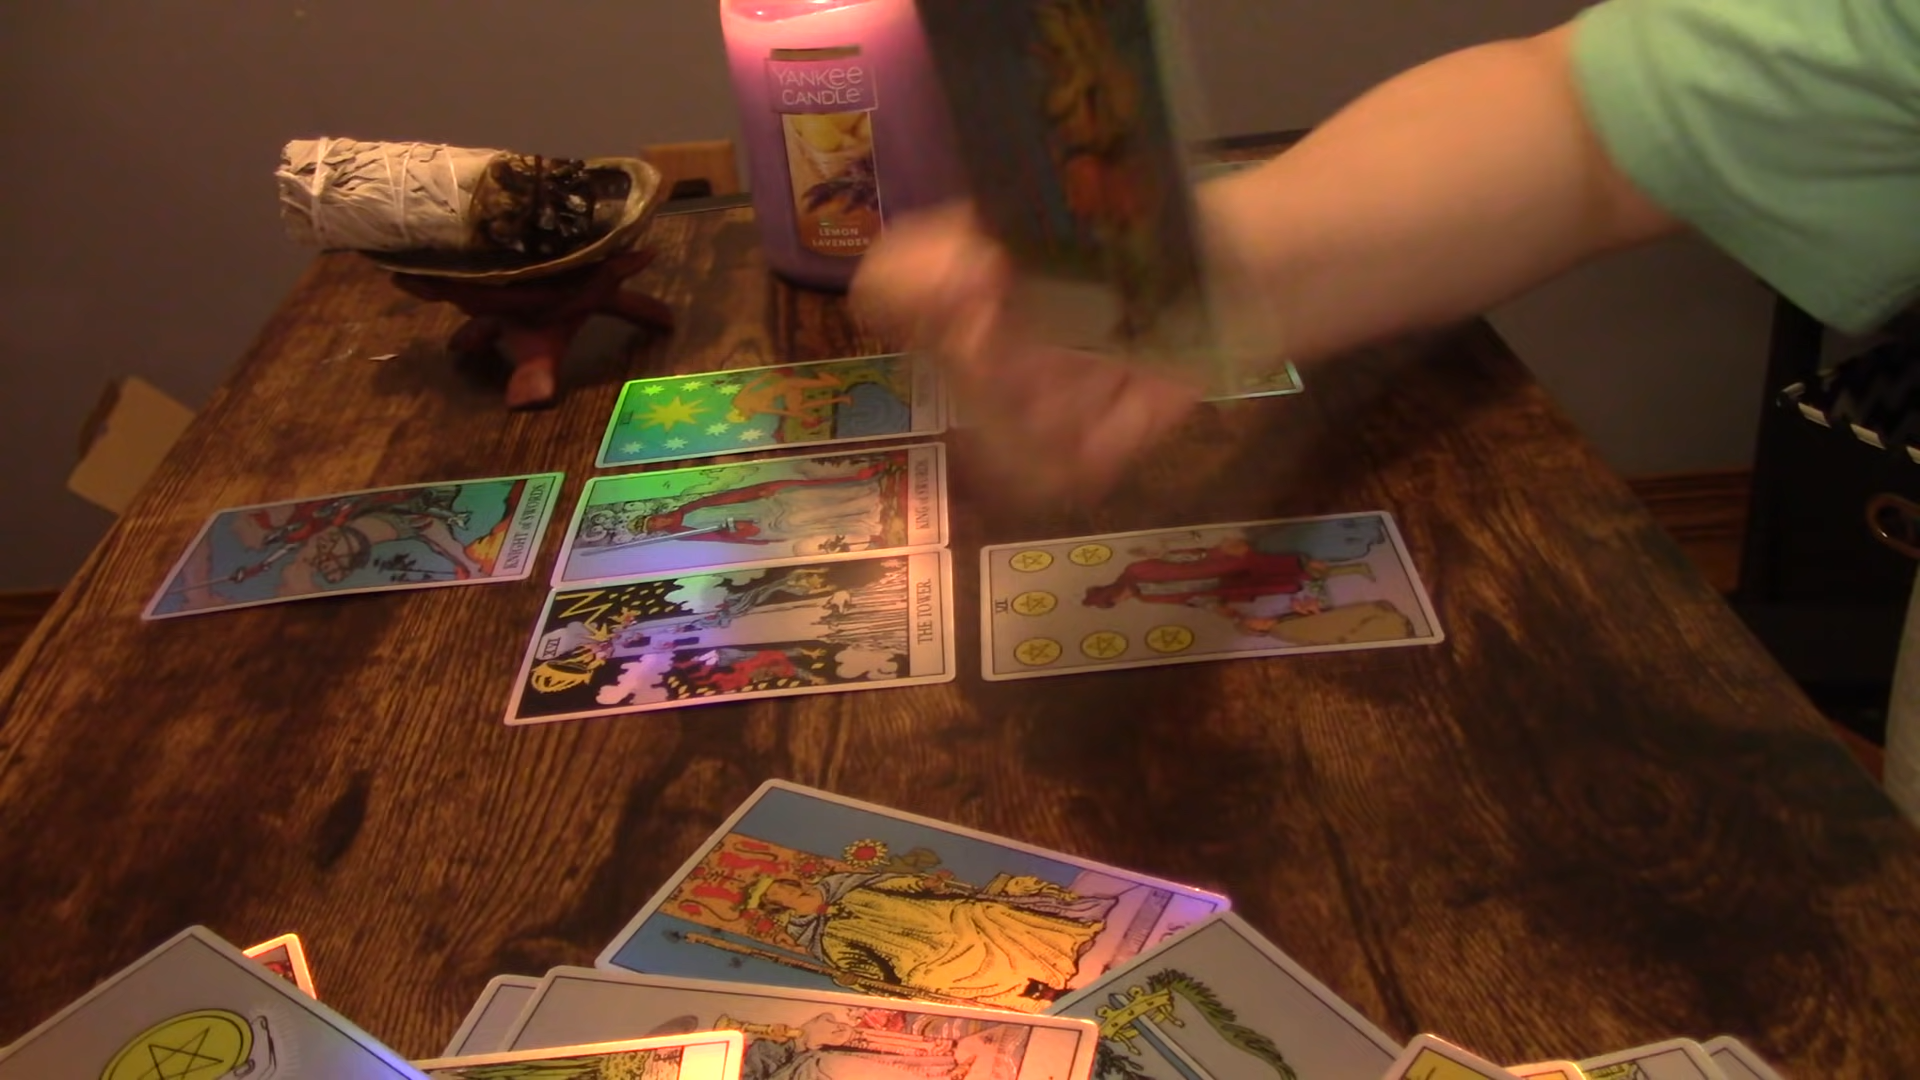 YANKEE
CANDLE
LEMON
LAVENDER
KNIGHT of SWORDS
KING of SWORDS
XVI
THE TOWER